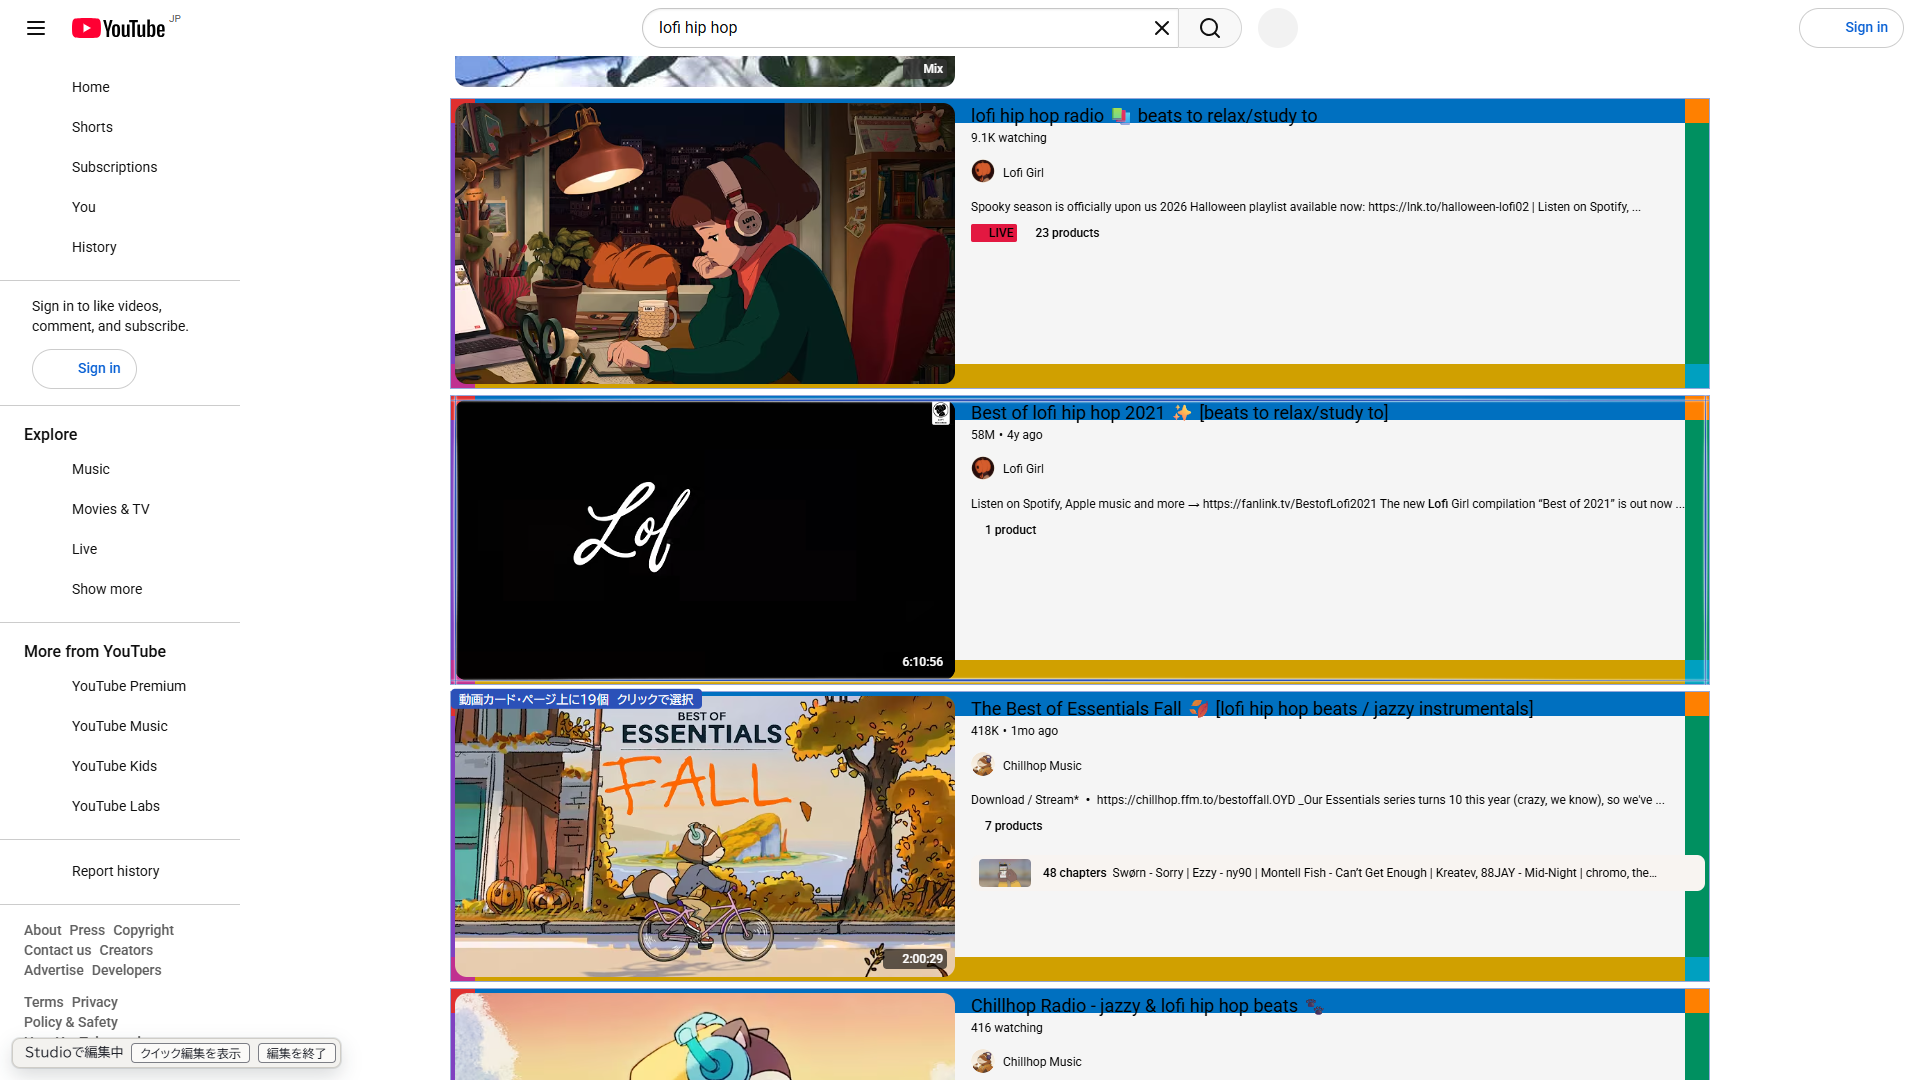 YouTube JP
lofi hip hop
Sign in
Home
Shorts
Subscriptions
You
History
Sign in to like videos,
comment, and subscribe.
Sign in
Explore
Music
Movies & TV
Live
Show more
More from YouTube
YouTube Premium
YouTube Music
YouTube Kids
YouTube Labs
Report history
About Press Copyright
Contact us Creators
Advertise Developers
Terms Privacy
Policy & Safety
Studioで編集中 クイック編集を表示 編集を終了
Mix
lofi hip hop radio 📚 beats to relax/study to
9.1K watching
Lofi Girl
Spooky season is officially upon us 2026 Halloween playlist available now: https://lnk.to/halloween-lofi02 | Listen on Spotify, ...
LIVE 23 products
LOFI
LOFI
Best of lofi hip hop 2021 ✨ [beats to relax/study to]
58M • 4y ago
Lofi Girl
Listen on Spotify, Apple music and more → https://fanlink.tv/BestofLofi2021 The new Lofi Girl compilation “Best of 2021” is out now ...
1 product
Lof
6:10:56
動画カード・ページ上に19個 クリックで選択
BEST OF
ESSENTIALS
FALL
2:00:29
The Best of Essentials Fall 🍂 [lofi hip hop beats / jazzy instrumentals]
418K • 1mo ago
Chillhop Music
Download / Stream* • https://chillhop.ffm.to/bestoffall.OYD _Our Essentials series turns 10 this year (crazy, we know), so we've ...
7 products
48 chapters Swørn - Sorry | Ezzy - ny90 | Montell Fish - Can’t Get Enough | Kreatev, 88JAY - Mid-Night | chromo, the...
Chillhop Radio - jazzy & lofi hip hop beats 🐾
416 watching
Chillhop Music